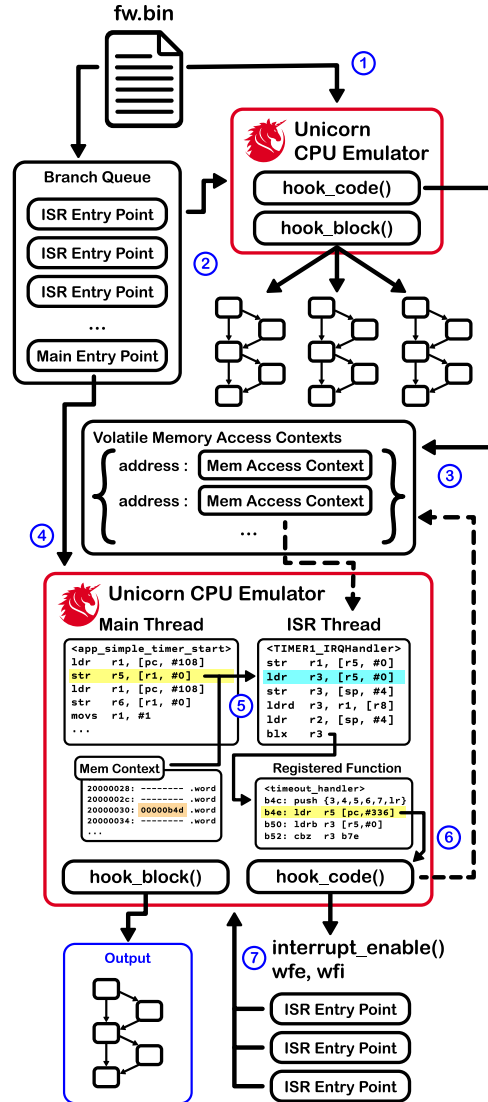 fw.bin
1
Unicorn
CPU Emulator
hook_code()
hook_block()
Branch Queue
ISR Entry Point
ISR Entry Point
ISR Entry Point
...
Main Entry Point
2
Volatile Memory Access Contexts
address : Mem Access Context
address : Mem Access Context
...
3
4
Unicorn CPU Emulator
Main Thread
<app_simple_timer_start>
ldr r1, [pc, #108]
str r5, [r1, #0]
ldr r1, [pc, #108]
str r6, [r1, #0]
movs r1, #1
...
ISR Thread
<TIMER1_IRQHandler>
str r1, [r5, #0]
ldr r3, [r5, #0]
str r3, [sp, #4]
ldrd r3, r1, [r8]
ldr r2, [sp, #4]
blx r3
5
Mem Context
20000028: -------- .word
2000002c: -------- .word
20000030: 00000b4d .word
20000034: -------- .word
...
Registered Function
<timeout_handler>
b4c: push {3,4,5,6,7,lr}
b4e: ldr r5 [pc,#336]
b50: ldrb r3 [r5,#0]
b52: cbz r3 b7e
6
hook_block()
hook_code()
Output
7
interrupt_enable()
wfe, wfi
ISR Entry Point
ISR Entry Point
ISR Entry Point